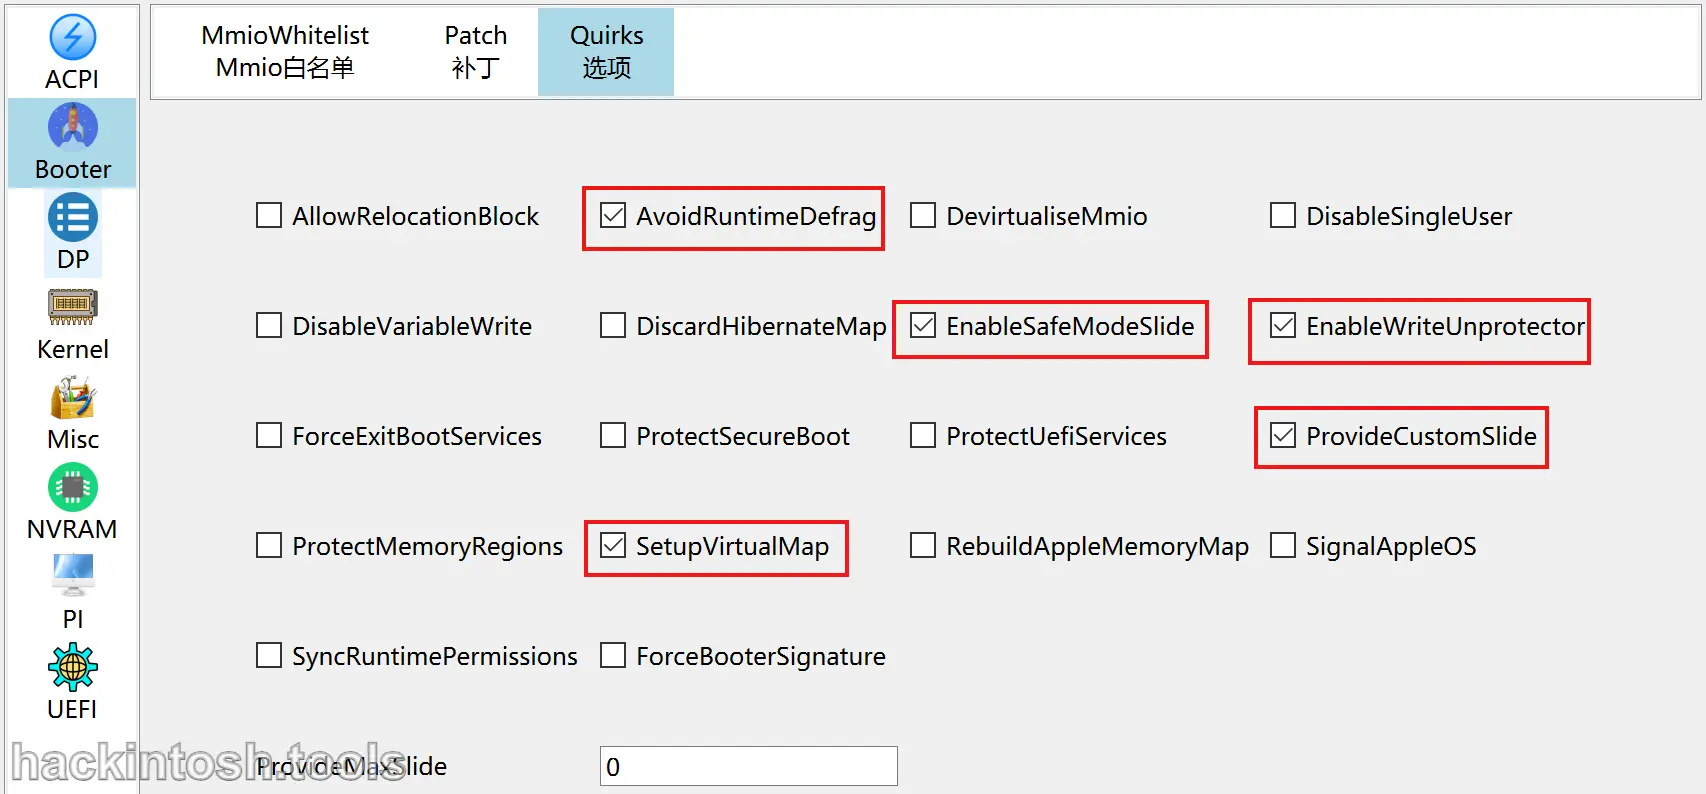 ACPI
Booter
DP
Kernel
Misc
NVRAM
PI
UEFI
MmioWhitelist
Mmio白名单
Patch
补丁
Quirks
选项
AllowRelocationBlock
AvoidRuntimeDefrag
DevirtualiseMmio
DisableSingleUser
DisableVariableWrite
DiscardHibernateMap
EnableSafeModeSlide
EnableWriteUnprotector
ForceExitBootServices
ProtectSecureBoot
ProtectUefiServices
ProvideCustomSlide
ProtectMemoryRegions
SetupVirtualMap
RebuildAppleMemoryMap
SignalAppleOS
SyncRuntimePermissions
ForceBooterSignature
ProvideMaxSlide
0
hackintosh.tools